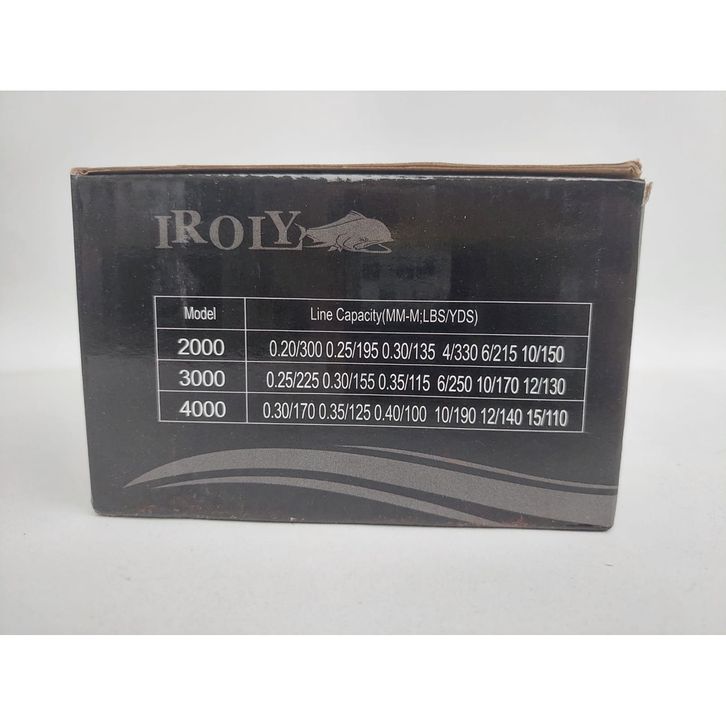 IROLY
Model Line Capacity(MM-M;LBS/YDS)
2000 0.20/300 0.25/195 0.30/135 4/330 6/215 10/150
3000 0.25/225 0.30/155 0.35/115 6/250 10/170 12/130
4000 0.30/170 0.35/125 0.40/100 10/190 12/140 15/110